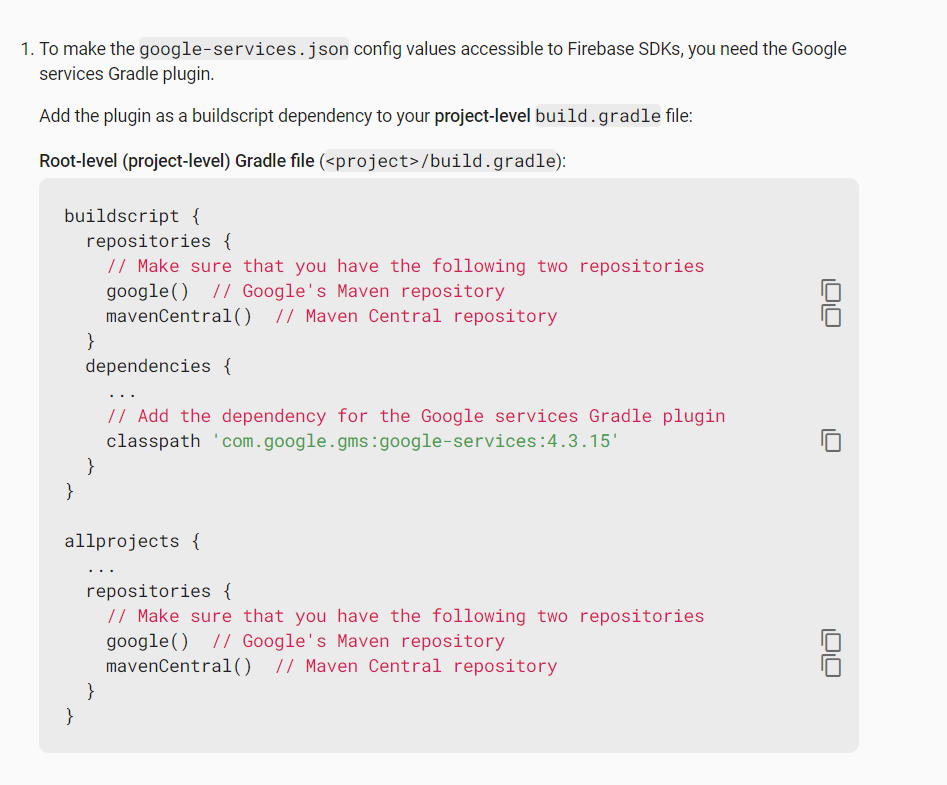 1. To make the google-services.json config values accessible to Firebase SDKs, you need the Google
services Gradle plugin.
Add the plugin as a buildscript dependency to your project-level build.gradle file:
Root-level (project-level) Gradle file (<project>/build.gradle):
buildscript {
  repositories {
    // Make sure that you have the following two repositories
    google()  // Google's Maven repository
    mavenCentral()  // Maven Central repository
  }
  dependencies {
    ...
    // Add the dependency for the Google services Gradle plugin
    classpath 'com.google.gms:google-services:4.3.15'
  }
}
allprojects {
  ...
  repositories {
    // Make sure that you have the following two repositories
    google()  // Google's Maven repository
    mavenCentral()  // Maven Central repository
  }
}